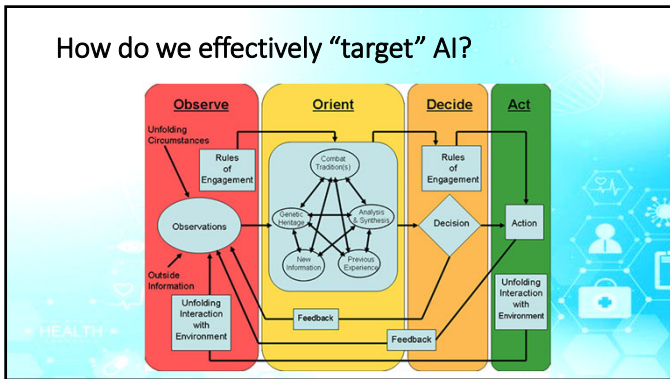 How do we effectively “target” AI?
Observe
Orient
Decide
Act
Unfolding
Circumstances
Rules
of
Engagement
Observations
Outside
Information
Unfolding
Interaction
with
Environment
Combat
Tradition(s)
Genetic
Heritage
Analysis
& Synthesis
New
Information
Previous
Experience
Feedback
Rules
of
Engagement
Decision
Feedback
Action
Unfolding
Interaction
with
Environment
HEALTH